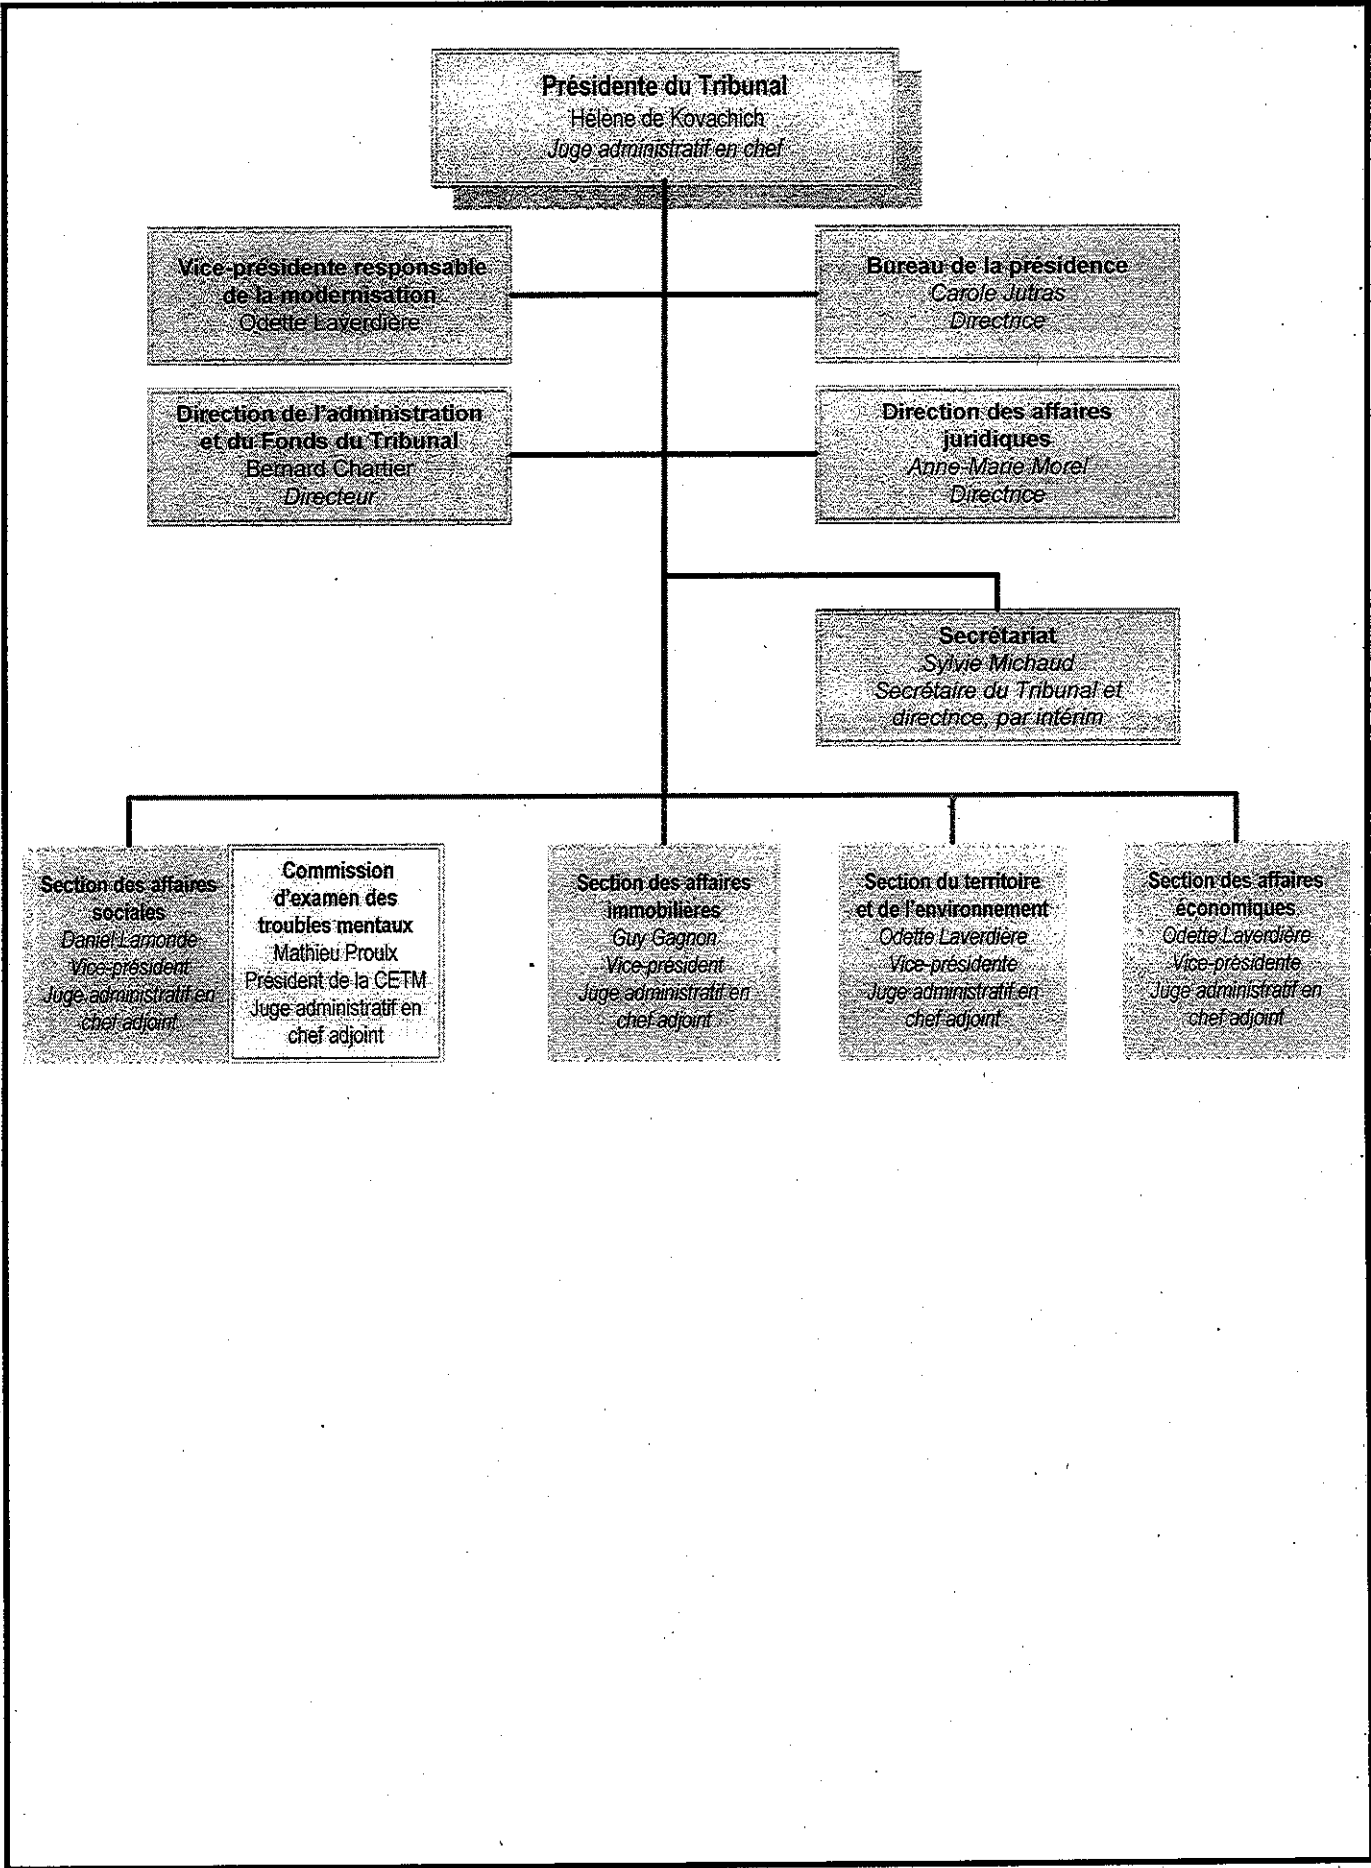 Présidente du Tribunal
Hélène de Kovachich
Juge administratif en chef
Vice-présidente responsable
de la modernisation
Odette Laverdière
Bureau de la présidence
Carole Jutras
Directrice
Direction de l'administration
et du Fonds du Tribunal
Bernard Chartier
Directeur
Direction des affaires
juridiques
Anne-Marie Morel
Directrice
Secrétariat
Sylvie Michaud
Secrétaire du Tribunal et
directrice, par intérim
Section des affaires
sociales
Daniel Lamonde
Vice-président
Juge administratif en
chef adjoint
Commission
d'examen des
troubles mentaux
Mathieu Proulx
Président de la CETM
Juge administratif en
chef adjoint
Section des affaires
immobilières
Guy Gagnon
Vice-président
Juge administratif en
chef adjoint
Section du territoire
et de l'environnement
Odette Laverdière
Vice-présidente
Juge administratif en
chef adjoint
Section des affaires
économiques
Odette Laverdière
Vice-présidente
Juge administratif en
chef adjoint